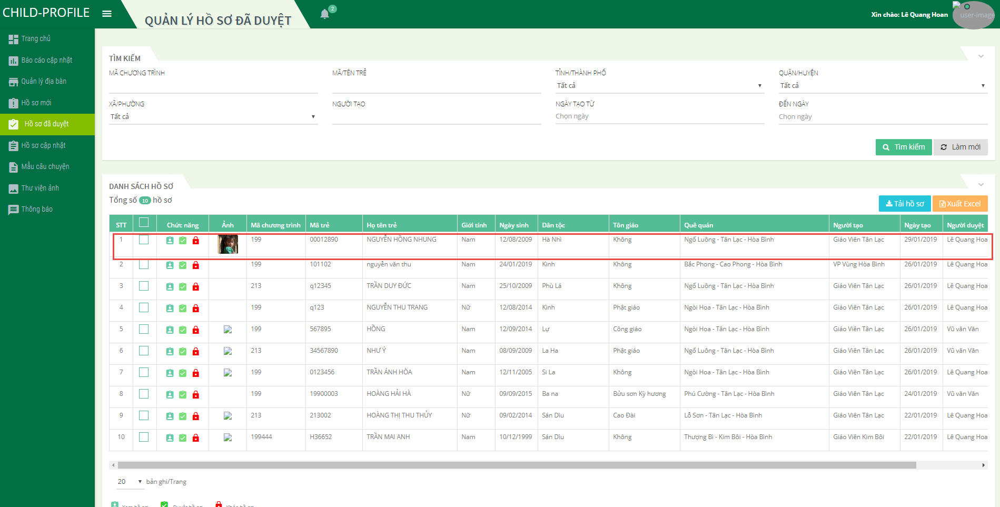 CHILD-PROFILE
QUẢN LÝ HỒ SƠ ĐÃ DUYỆT
2
Xin chào: Lê Quang Hoan
user-image
Trang chủ
Báo cáo cập nhật
Quản lý địa bàn
Hồ sơ mới
Hồ sơ đã duyệt
Hồ sơ cập nhật
Mẫu câu chuyện
Thư viện ảnh
Thông báo
TÌM KIẾM
MÃ CHƯƠNG TRÌNH
MÃ/TÊN TRẺ
TỈNH/THÀNH PHỐ
QUẬN/HUYỆN
Tất cả
Tất cả
XÃ/PHƯỜNG
NGƯỜI TẠO
NGÀY TẠO TỪ
ĐẾN NGÀY
Tất cả
Chọn ngày
Chọn ngày
Tìm kiếm
Làm mới
DANH SÁCH HỒ SƠ
Tổng số 10 hồ sơ
Tải hồ sơ
Xuất Excel
STT Chức năng Ảnh Mã chương trình Mã trẻ Họ tên trẻ Giới tính Ngày sinh Dân tộc Tôn giáo Quê quán Người tạo Ngày tạo Người duyệt
1 199 00012890 NGUYỄN HỒNG NHUNG Nam 12/08/2009 Hà Nhì Không Ngổ Luông - Tân Lạc - Hòa Bình Giáo Viên Tân Lạc 29/01/2019 Lê Quang Hoa
2 199 101102 nguyễn văn thu Nam 24/01/2019 Kinh Không Bắc Phong - Cao Phong - Hòa Bình VP Vùng Hòa Bình 26/01/2019 Lê Quang Hoa
3 213 q12345 TRẦN DUY ĐỨC Nam 25/10/2009 Phù Lá Không Ngổ Luông - Tân Lạc - Hòa Bình Giáo Viên Tân Lạc 26/01/2019 Lê Quang Hoa
4 199 q123 NGUYỄN THU TRANG Nữ 12/08/2014 Kinh Phật giáo Ngòi Hoa - Tân Lạc - Hòa Bình Giáo Viên Tân Lạc 26/01/2019 Lê Quang Hoa
5 199 567895 HỒNG Nam 12/09/2014 Lự Công giáo Ngòi Hoa - Tân Lạc - Hòa Bình Giáo Viên Tân Lạc 26/01/2019 Vũ văn Văn
6 213 34567890 NHƯ Ý Nam 08/09/2009 La Ha Phật giáo Ngổ Luông - Tân Lạc - Hòa Bình Giáo Viên Tân Lạc 26/01/2019 Vũ văn Văn
7 199 0123456 TRẦN ÁNH HÒA Nam 12/11/2005 Si La Không Ngòi Hoa - Tân Lạc - Hòa Bình Giáo Viên Tân Lạc 26/01/2019 Lê Quang Hoa
8 199 19900003 HOÀNG HẢI HÀ Nữ 09/09/2015 Ba na Bửu sơn Kỳ hương Phú Cường - Tân Lạc - Hòa Bình Giáo Viên Tân Lạc 24/01/2019 Vũ văn Văn
9 213 213002 HOÀNG THỊ THU THỦY Nữ 09/02/2014 Sán Dìu Cao Đài Lỗ Sơn - Tân Lạc - Hòa Bình Giáo Viên Tân Lạc 22/01/2019 Lê Quang Hoa
10 199444 H36652 TRẦN MAI ANH Nam 10/12/1999 Sán Dìu Không Thượng Bì - Kim Bôi - Hòa Bình Giáo Viên Kim Bôi 22/01/2019 Lê Quang Hoa
20 bản ghi/Trang
Xem hồ sơ Duyệt hồ sơ Khóa hồ sơ